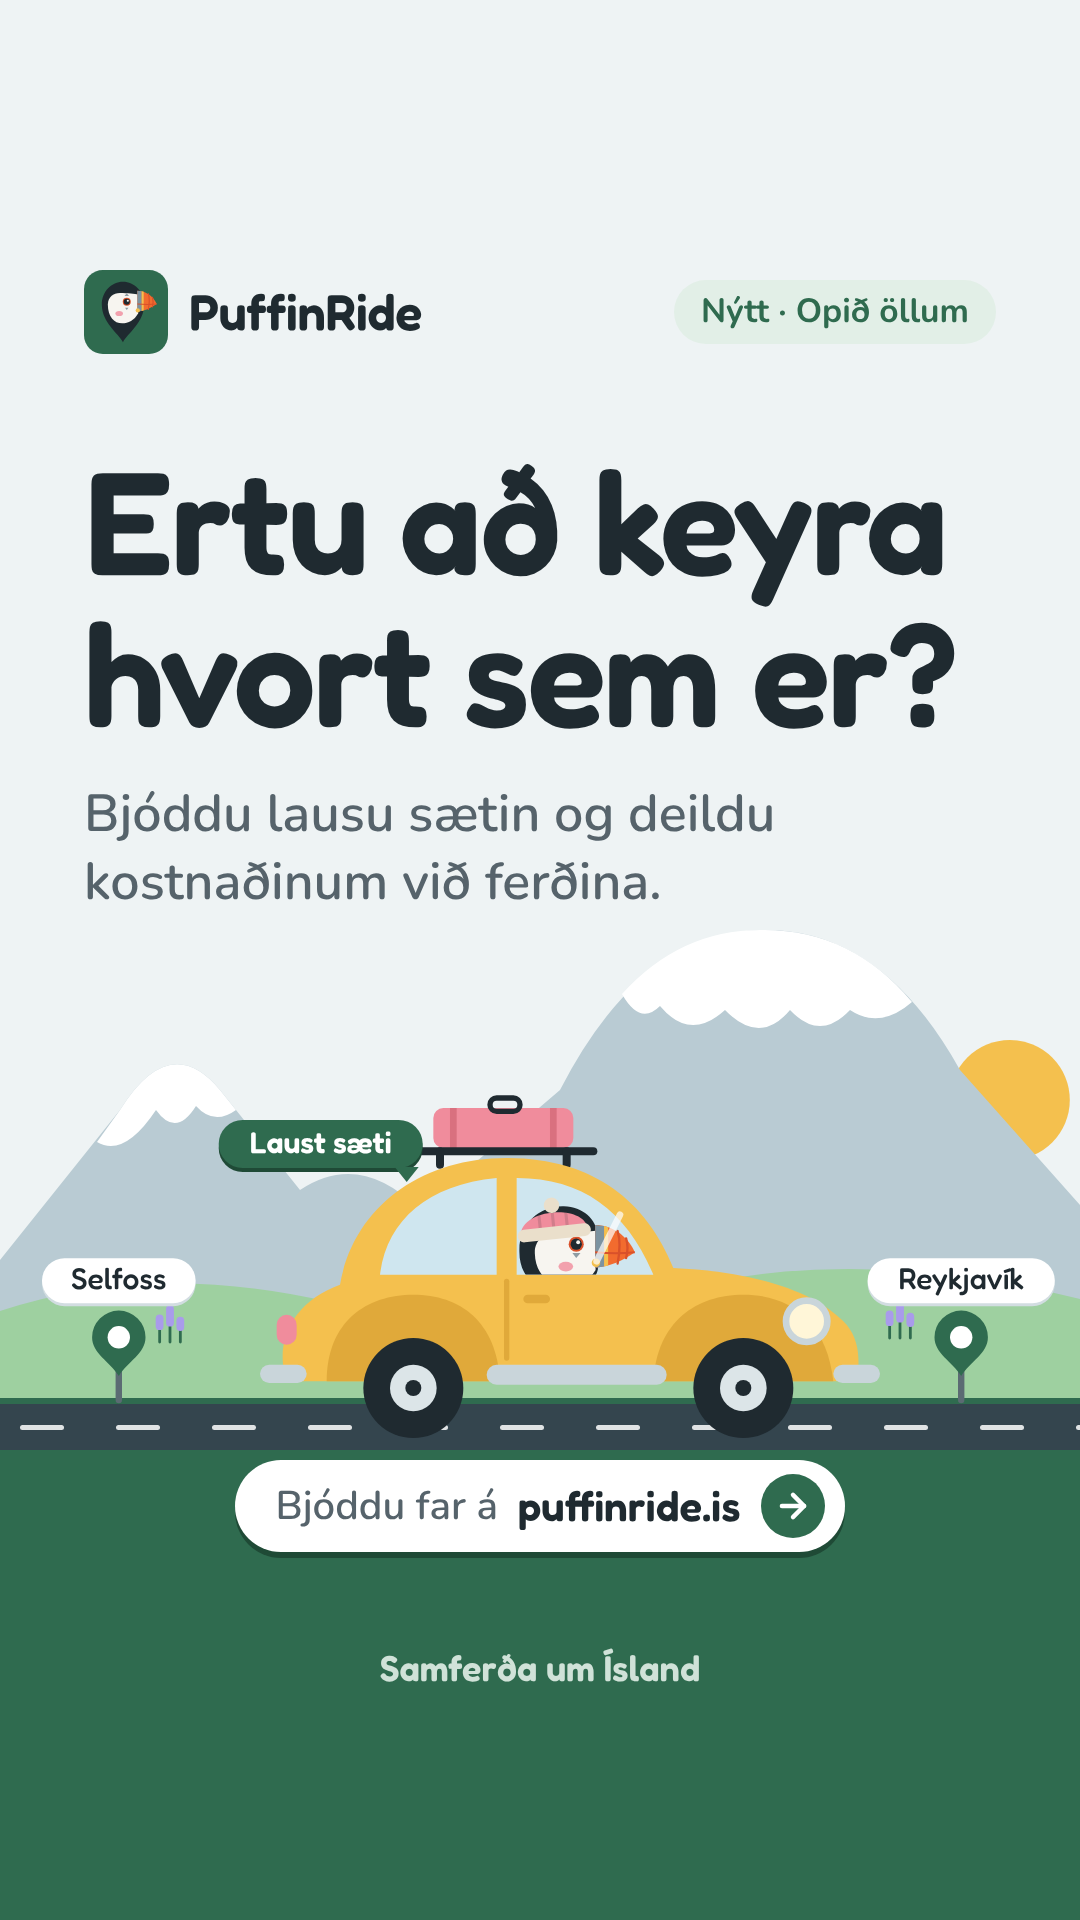 PuffinRide
Nýtt · Opið öllum
Ertu að keyra
hvort sem er?
Bjóddu lausu sætin og deildu
kostnaðinum við ferðina.
Laust sæti
Selfoss
Reykjavík
Bjóddu far á puffinride.is
Samferða um Ísland